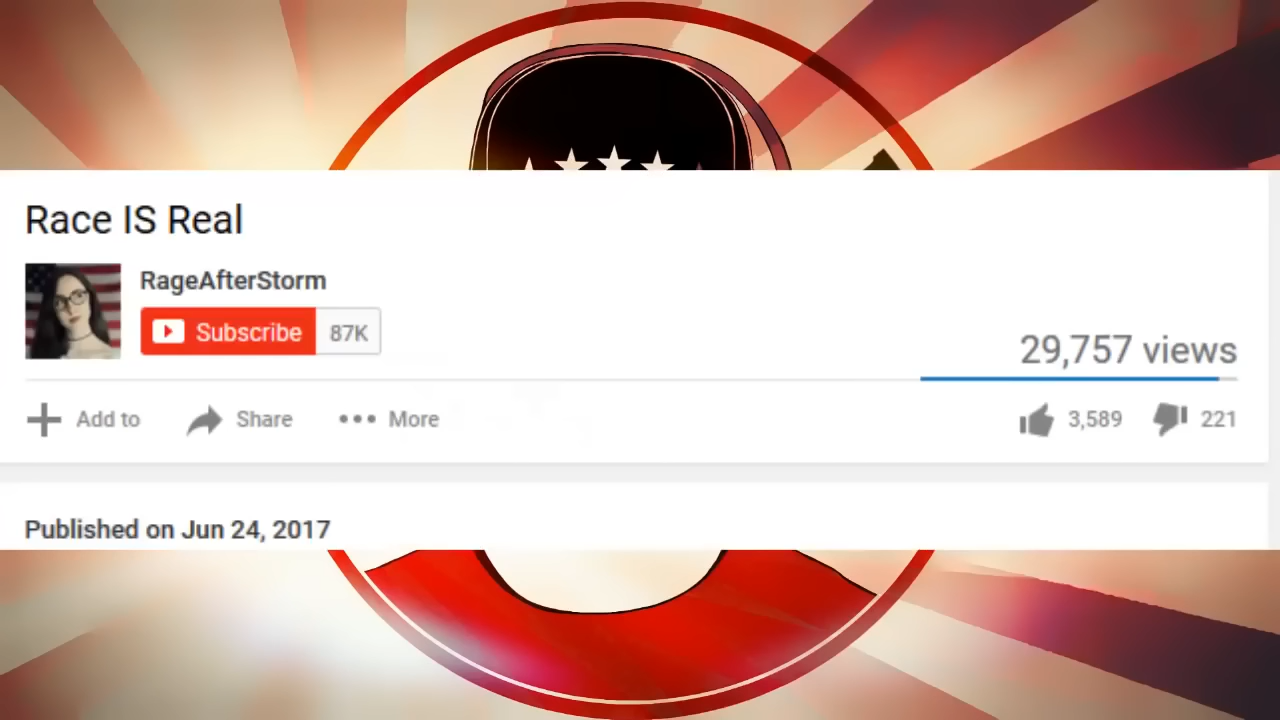 Race IS Real
RageAfterStorm
Subscribe 87K
29,757 views
Add to Share More 3,589 221
Published on Jun 24, 2017